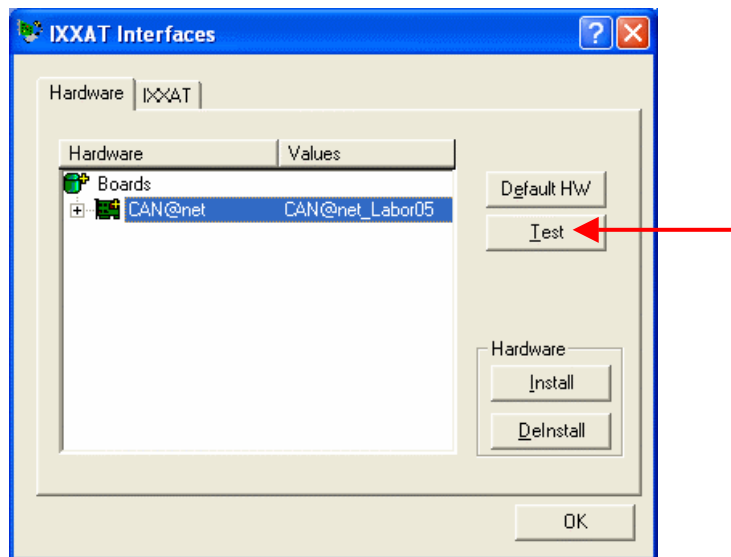 IXXAT Interfaces
Hardware IXXAT
Hardware Values
Boards
CAN@net CAN@net_Labor05
Default HW
Test
Hardware
Install
DeInstall
OK